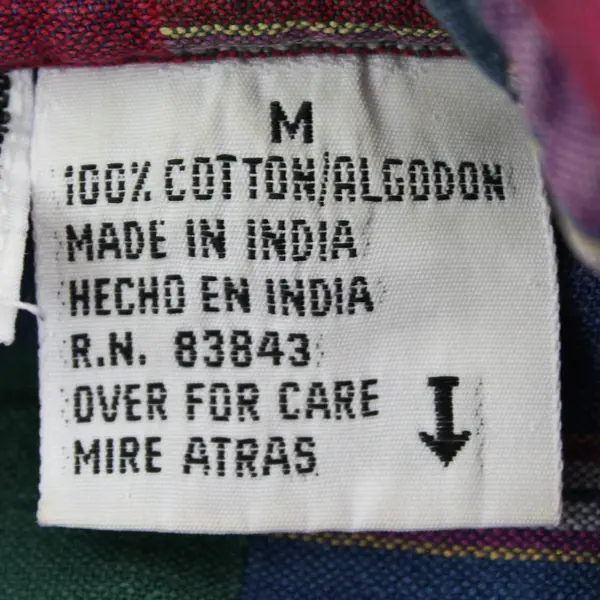 M
100% COTTON/ALGODON
MADE IN INDIA
HECHO EN INDIA
R.N. 83843
OVER FOR CARE
MIRE ATRAS